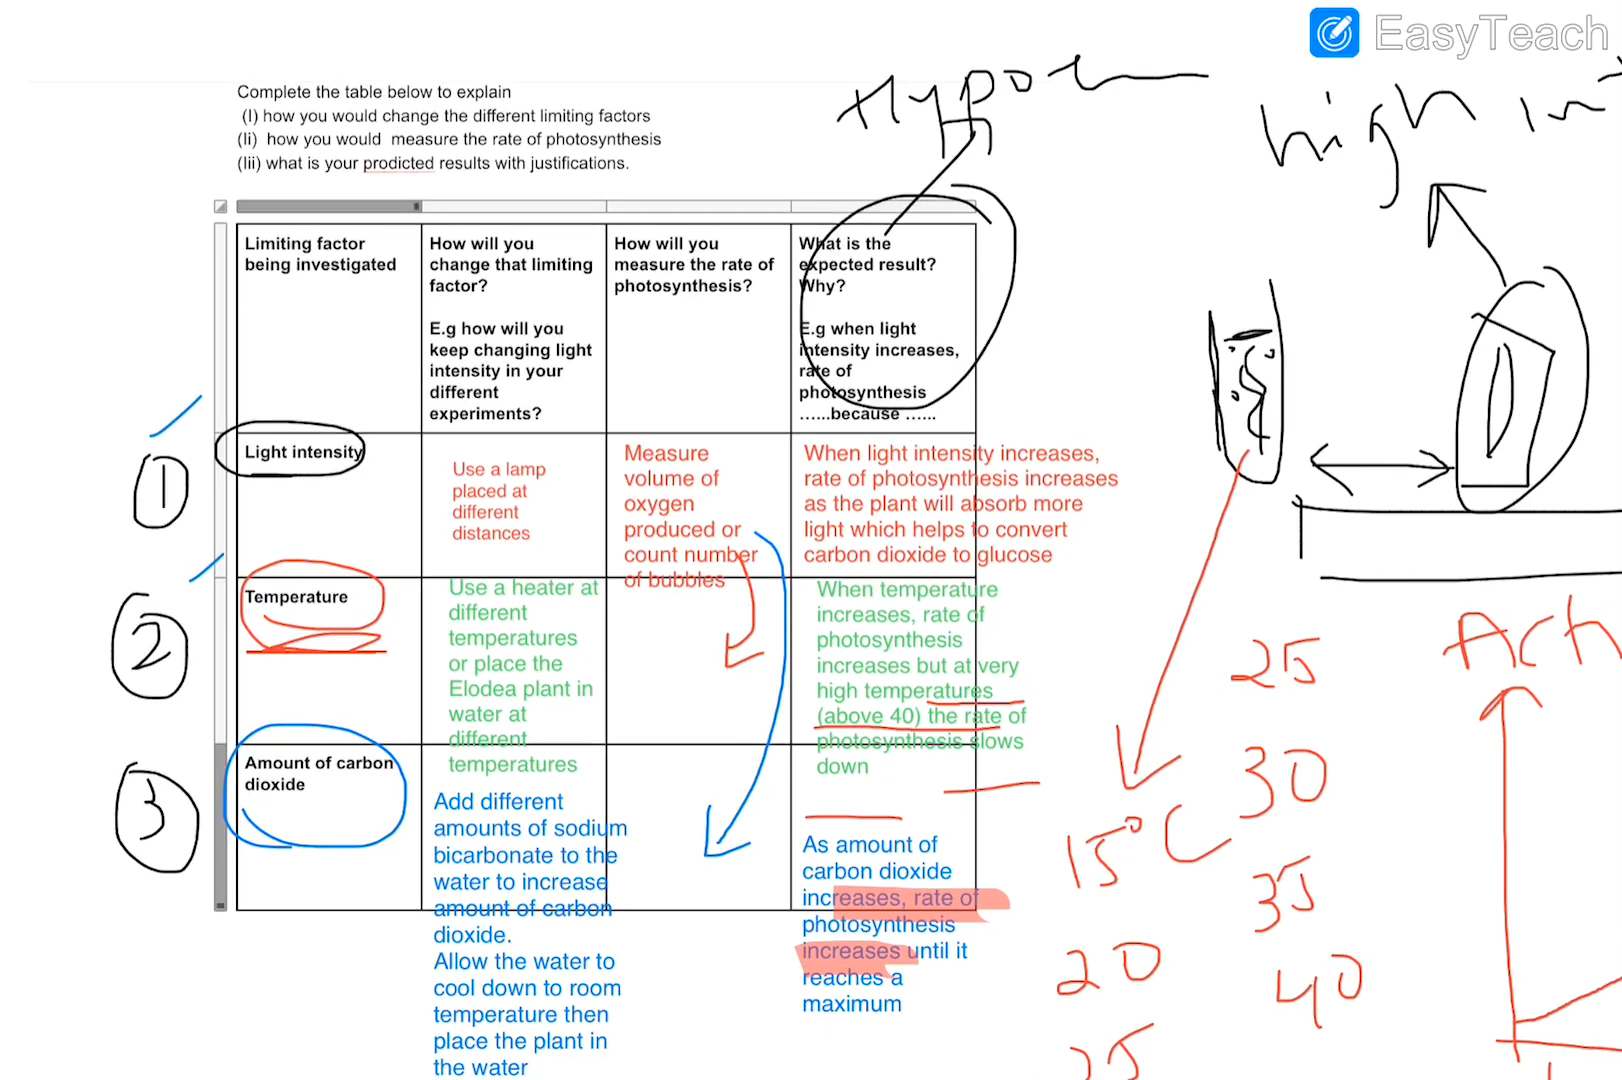 EasyTeach
Complete the table below to explain
(I) how you would change the different limiting factors
(Ii) how you would measure the rate of photosynthesis
(Iii) what is your prodicted results with justifications.
Hypo
high in
Limiting factor
being investigated
How will you
change that limiting
factor?
E.g how will you
keep changing light
intensity in your
different
experiments?
How will you
measure the rate of
photosynthesis?
What is the
expected result?
Why?
E.g when light
intensity increases,
rate of
photosynthesis
......because ......
1
Light intensity
Use a lamp
placed at
different
distances
Measure
volume of
oxygen
produced or
count number
of bubbles
When light intensity increases,
rate of photosynthesis increases
as the plant will absorb more
light which helps to convert
carbon dioxide to glucose
2
Temperature
Use a heater at
different
temperatures
or place the
Elodea plant in
water at
different
temperatures
When temperature
increases, rate of
photosynthesis
increases but at very
high temperatures
(above 40) the rate of
photosynthesis slows
down
3
Amount of carbon
dioxide
Add different
amounts of sodium
bicarbonate to the
water to increase
amount of carbon
dioxide.
Allow the water to
cool down to room
temperature then
place the plant in
the water
As amount of
carbon dioxide
increases, rate of
photosynthesis
increases until it
reaches a
maximum
15°C
20
25
25
30
35
40